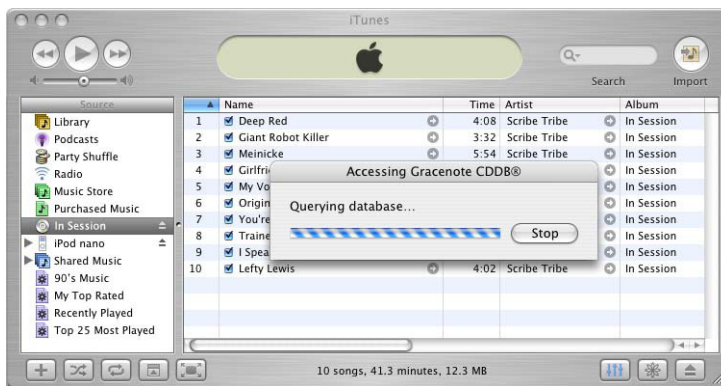 iTunes
Search
Import
Source
Library
Podcasts
Party Shuffle
Radio
Music Store
Purchased Music
In Session
iPod nano
Shared Music
90's Music
My Top Rated
Recently Played
Top 25 Most Played
Name Time Artist Album
1 Deep Red 4:08 Scribe Tribe In Session
2 Giant Robot Killer 3:32 Scribe Tribe In Session
3 Meinicke 5:54 Scribe Tribe In Session
4 In Session
5 My In Session
6 In Session
7 You're In Session
8 In Session
9 I In Session
10 Lefty Lewis 4:02 Scribe Tribe In Session
Accessing Gracenote CDDB®
Querying database...
Stop
10 songs, 41.3 minutes, 12.3 MB